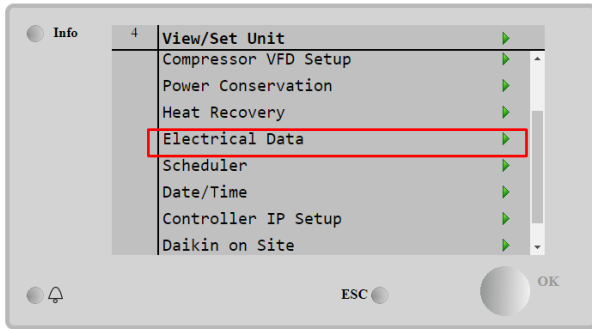 Info
4 View/Set Unit
Compressor VFD Setup
Power Conservation
Heat Recovery
Electrical Data
Scheduler
Date/Time
Controller IP Setup
Daikin on Site
ESC
OK